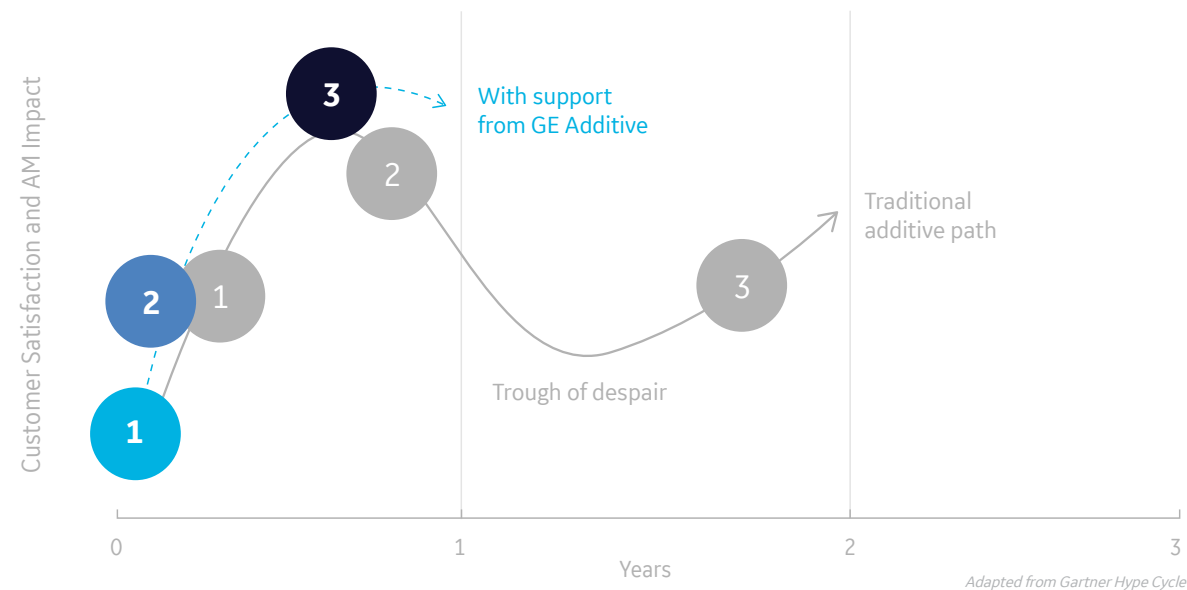 Customer Satisfaction and AM Impact
3
With support
from GE Additive
2
Traditional
additive path
2
1
3
Trough of despair
1
0
1
2
3
Years
Adapted from Gartner Hype Cycle